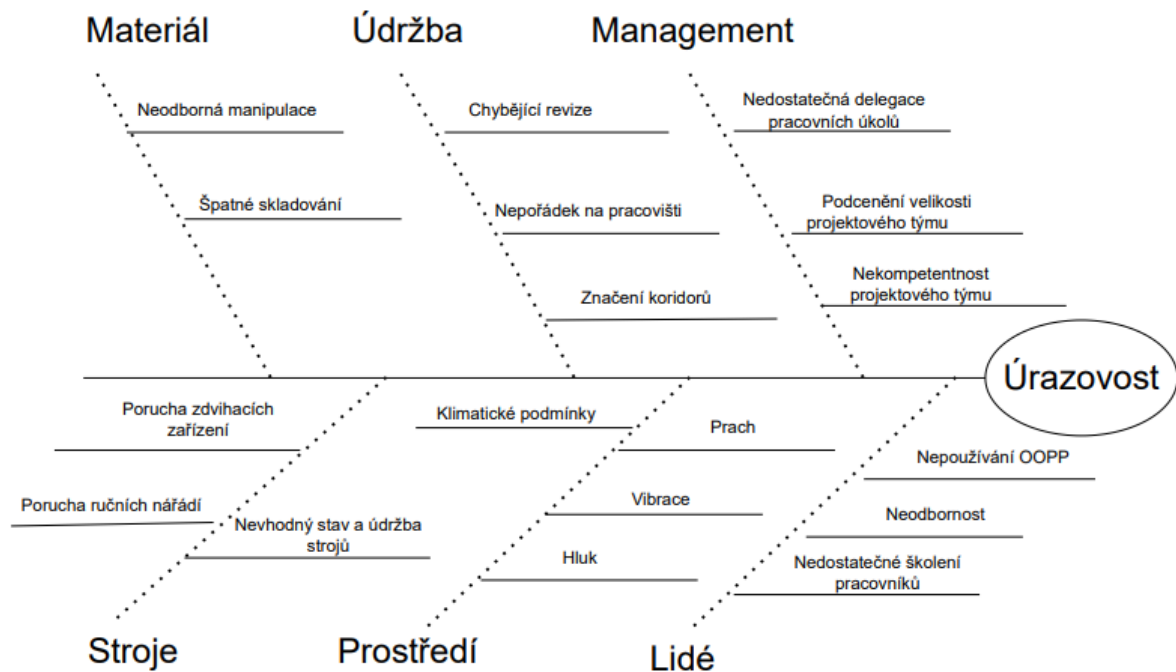 Materiál
Údržba
Management
Neodborná manipulace
Chybějící revize
Nedostatečná delegace
pracovních úkolů
Špatné skladování
Nepořádek na pracovišti
Podcenění velikosti
projektového týmu
Značení koridorů
Nekompetentnost
projektového týmu
Úrazovost
Porucha zdvihacích
zařízení
Klimatické podmínky
Prach
Nepoužívání OOPP
Porucha ručních nářádí
Nevhodný stav a údržba
strojů
Vibrace
Neodbornost
Hluk
Nedostatečné školení
pracovníků
Stroje
Prostředí
Lidé